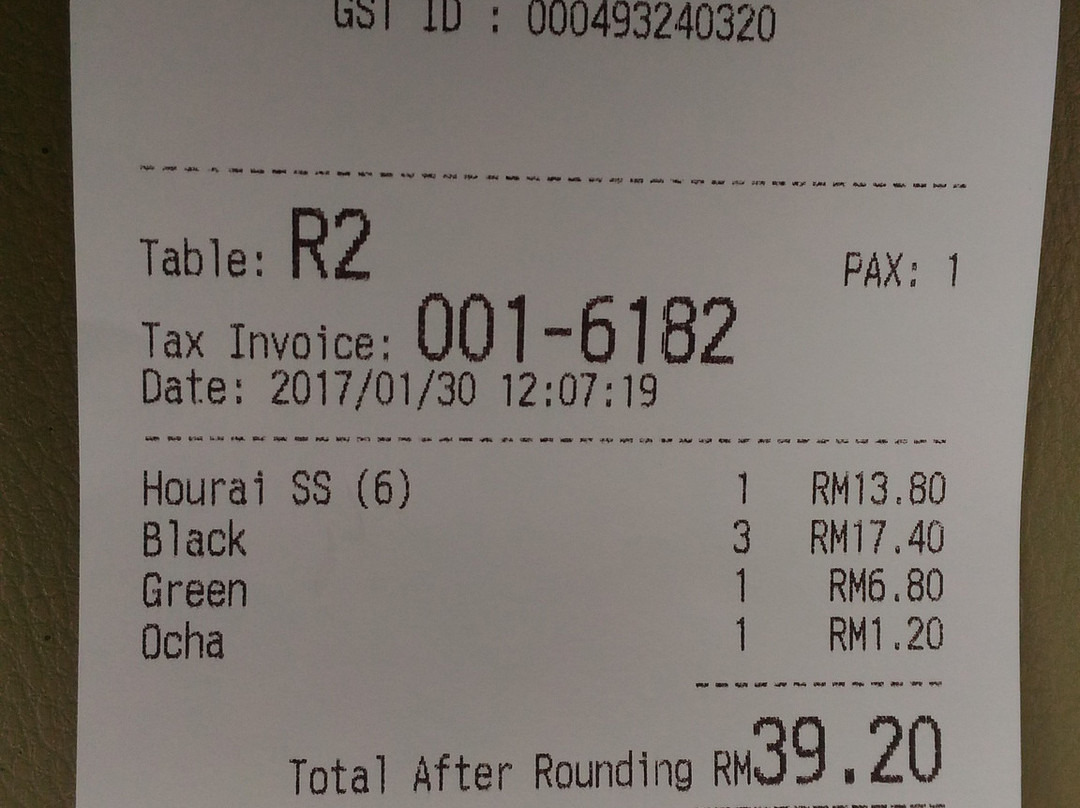 GST ID : 000493240320
Table: R2 PAX: 1
Tax Invoice: 001-6182
Date: 2017/01/30 12:07:19
Hourai SS (6) 1 RM13.80
Black 3 RM17.40
Green 1 RM6.80
Ocha 1 RM1.20
Total After Rounding RM39.20